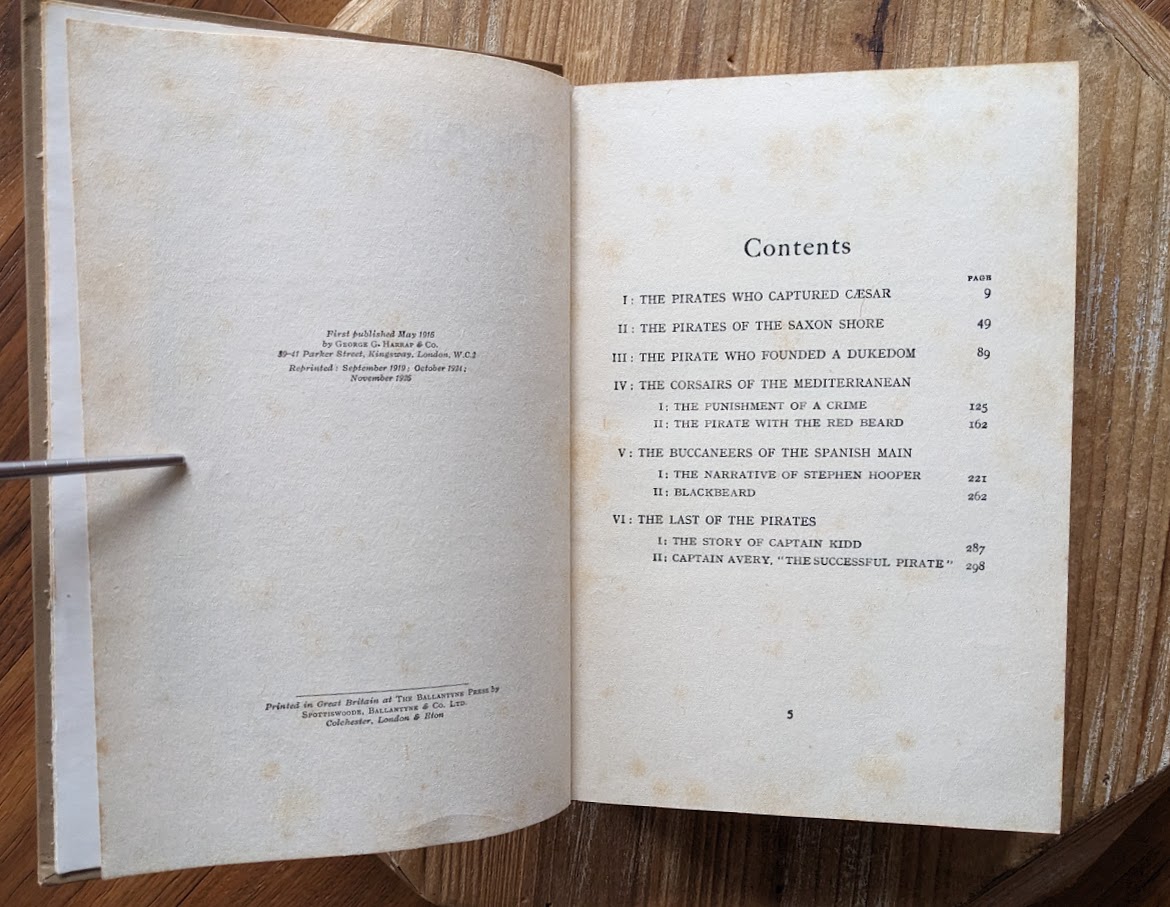 First published May 1915
by GEORGE G. HARRAP & CO.
39-41 Parker Street, Kingsway, London, W.C.2
Reprinted: September 1919; October 1924;
November 1925
Printed in Great Britain at THE BALLANTYNE PRESS by
SPOTTISWOODE, BALLANTYNE & CO. LTD.
Colchester, London & Eton
Contents
PAGE
I: THE PIRATES WHO CAPTURED CÆSAR 9
II: THE PIRATES OF THE SAXON SHORE 49
III: THE PIRATE WHO FOUNDED A DUKEDOM 89
IV: THE CORSAIRS OF THE MEDITERRANEAN
I: THE PUNISHMENT OF A CRIME 125
II: THE PIRATE WITH THE RED BEARD 162
V: THE BUCCANEERS OF THE SPANISH MAIN
I: THE NARRATIVE OF STEPHEN HOOPER 221
II: BLACKBEARD 262
VI: THE LAST OF THE PIRATES
I: THE STORY OF CAPTAIN KIDD 287
II: CAPTAIN AVERY, "THE SUCCESSFUL PIRATE" 298
5